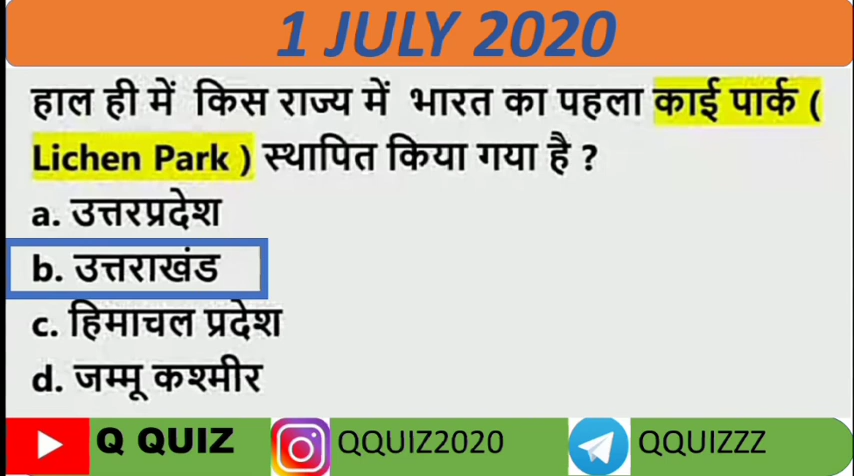 1 JULY 2020
हाल ही में किस राज्य में भारत का पहला काई पार्क (
Lichen Park ) स्थापित किया गया है ?
a. उत्तरप्रदेश
b. उत्तराखंड
c. हिमाचल प्रदेश
d. जम्मू कश्मीर
Q QUIZ QQUIZ2020 QQUIZZZ